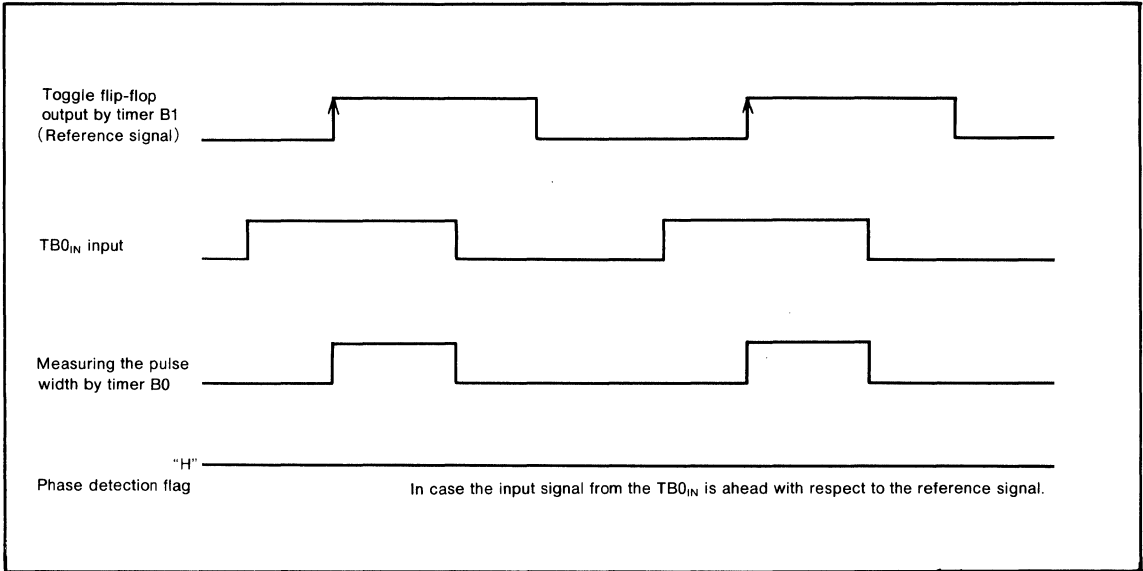 Toggle flip-flop
output by timer B1
(Reference signal)
TB0IN input
Measuring the pulse
width by timer B0
"H"
Phase detection flag
In case the input signal from the TB0IN is ahead with respect to the reference signal.